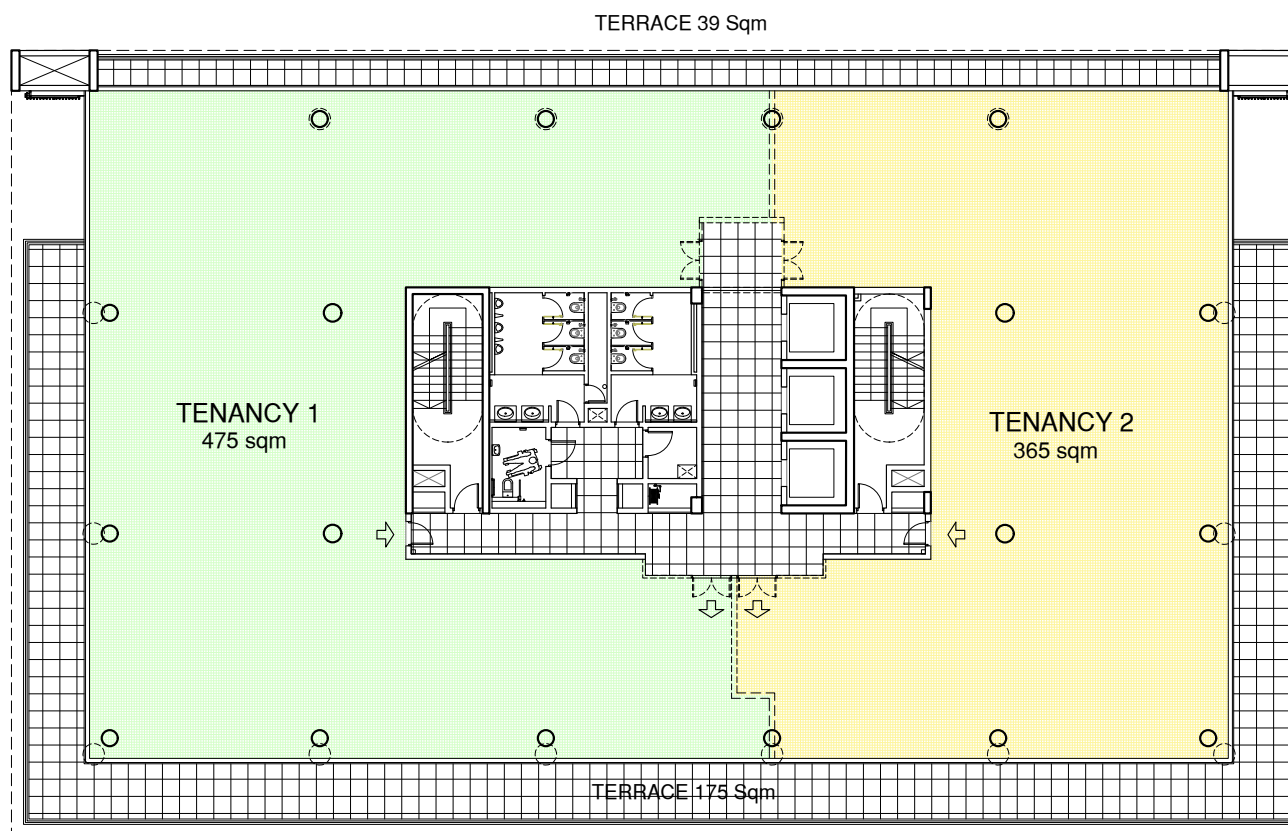 TERRACE 39 Sqm
TENANCY 1
475 sqm
TENANCY 2
365 sqm
TERRACE 175 Sqm